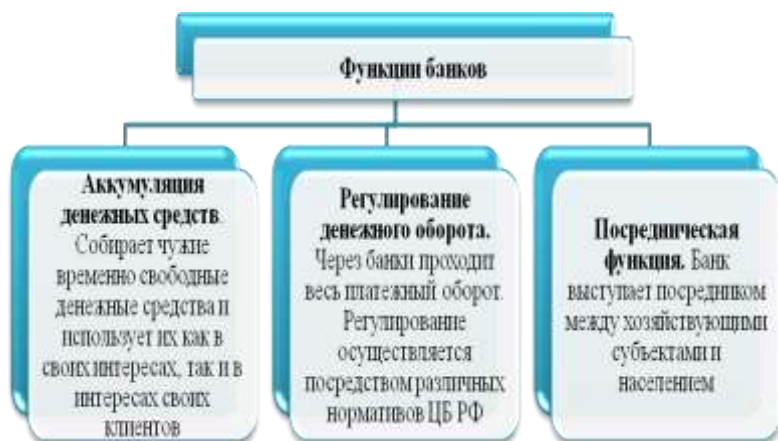 Функции банков
Аккумуляция
денежных средств
Собирает чужие
временно свободные
денежные средства и
использует их как в
своих интересах, так и в
интересах своих
клиентов
Регулирование
денежного оборота.
Через банки проходит
весь платежный оборот.
Регулирование
осуществляется
посредством различных
нормативов ЦБ РФ
Посредническая
функция. Банк
выступает посредником
между хозяйствующими
субъектами и
населением